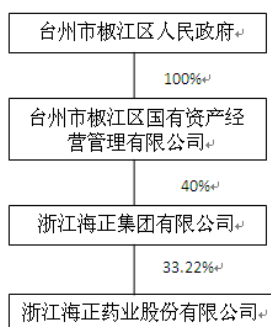 台州市椒江区人民政府
100%
台州市椒江区国有资产经
营管理有限公司
40%
浙江海正集团有限公司
33.22%
浙江海正药业股份有限公司